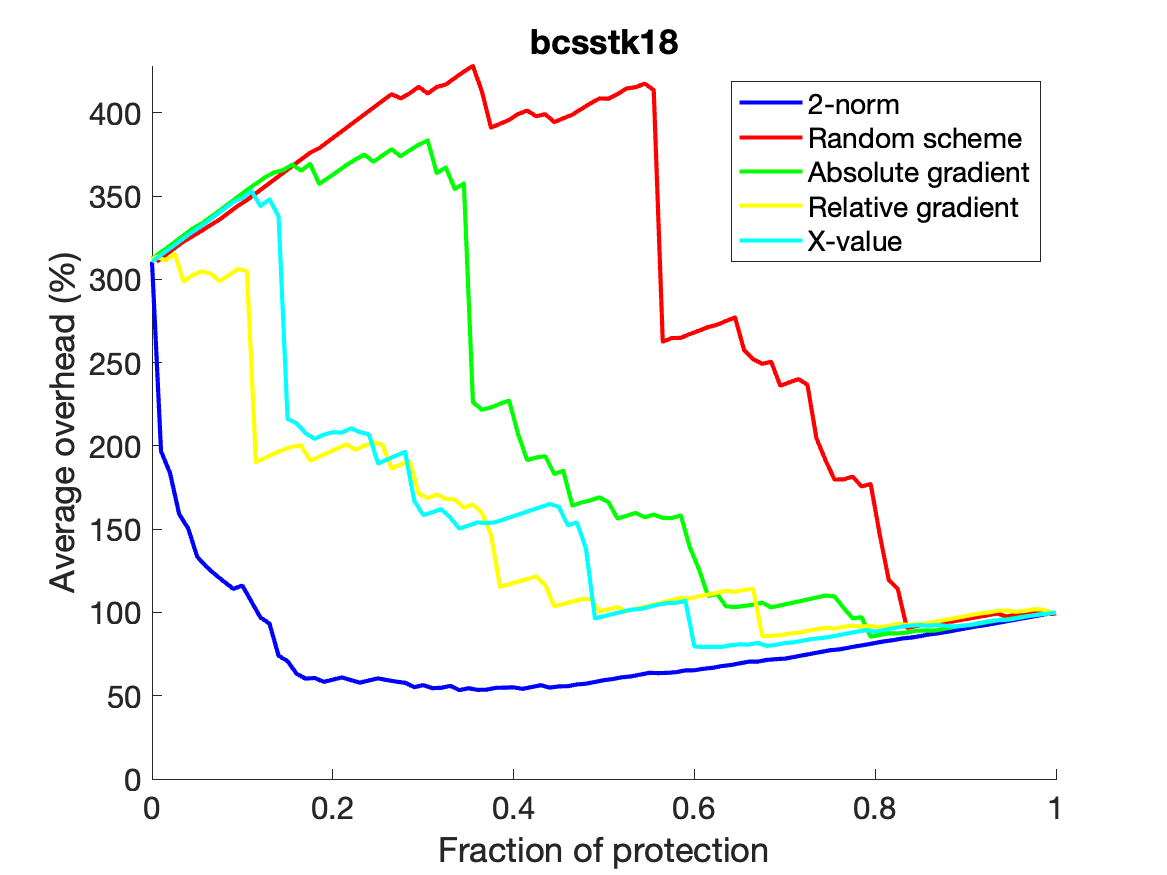 bcsstk18
2-norm
Random scheme
Absolute gradient
Relative gradient
X-value
Average overhead (%)
400
350
300
250
200
150
100
50
0
0 0.2 0.4 0.6 0.8 1
Fraction of protection